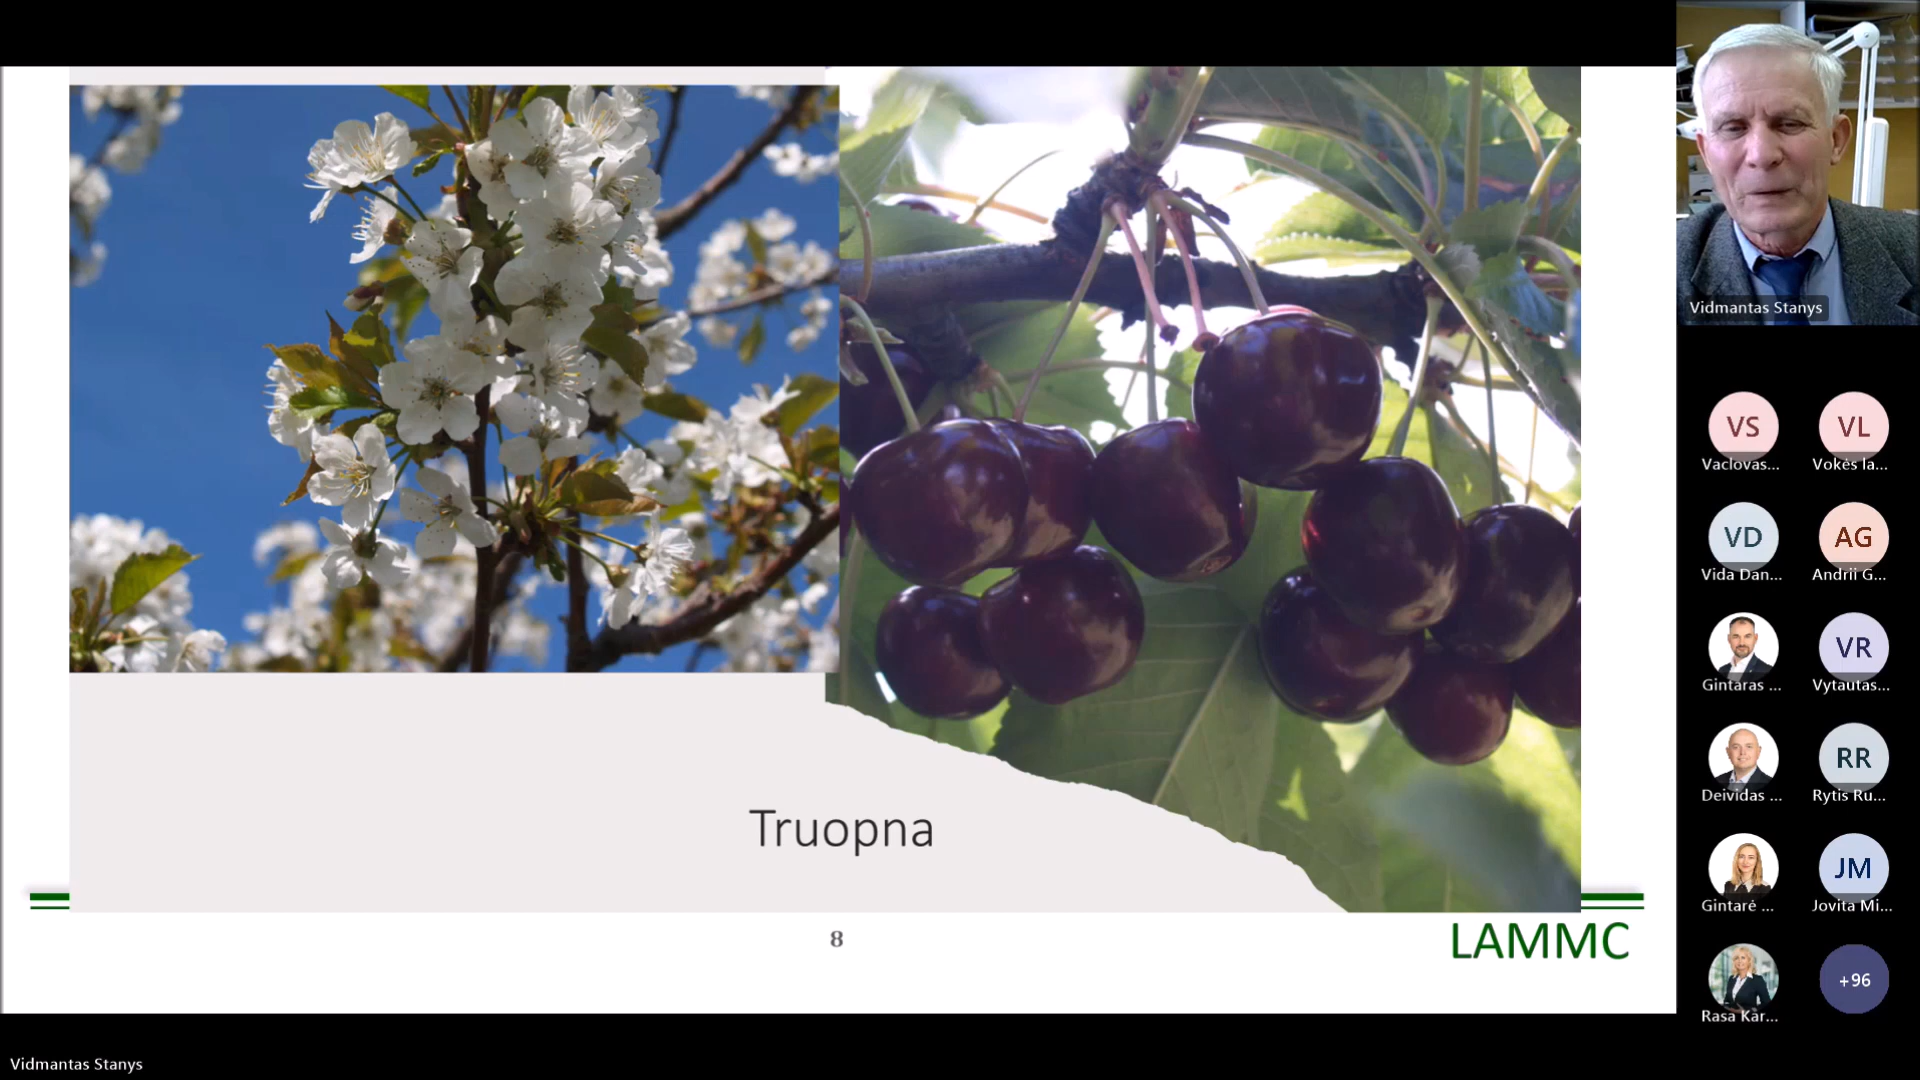 Truopna
8
LAMMC
Vidmantas Stanys
VS
Vaclovas...
VL
Vokės la...
VD
Vida Dan...
AG
Andrii G...
Gintaras ...
VR
Vytautas...
Deividas ...
RR
Rytis Ru...
Gintarė ...
JM
Jovita Mi...
Rasa Kar...
+96
Vidmantas Stanys